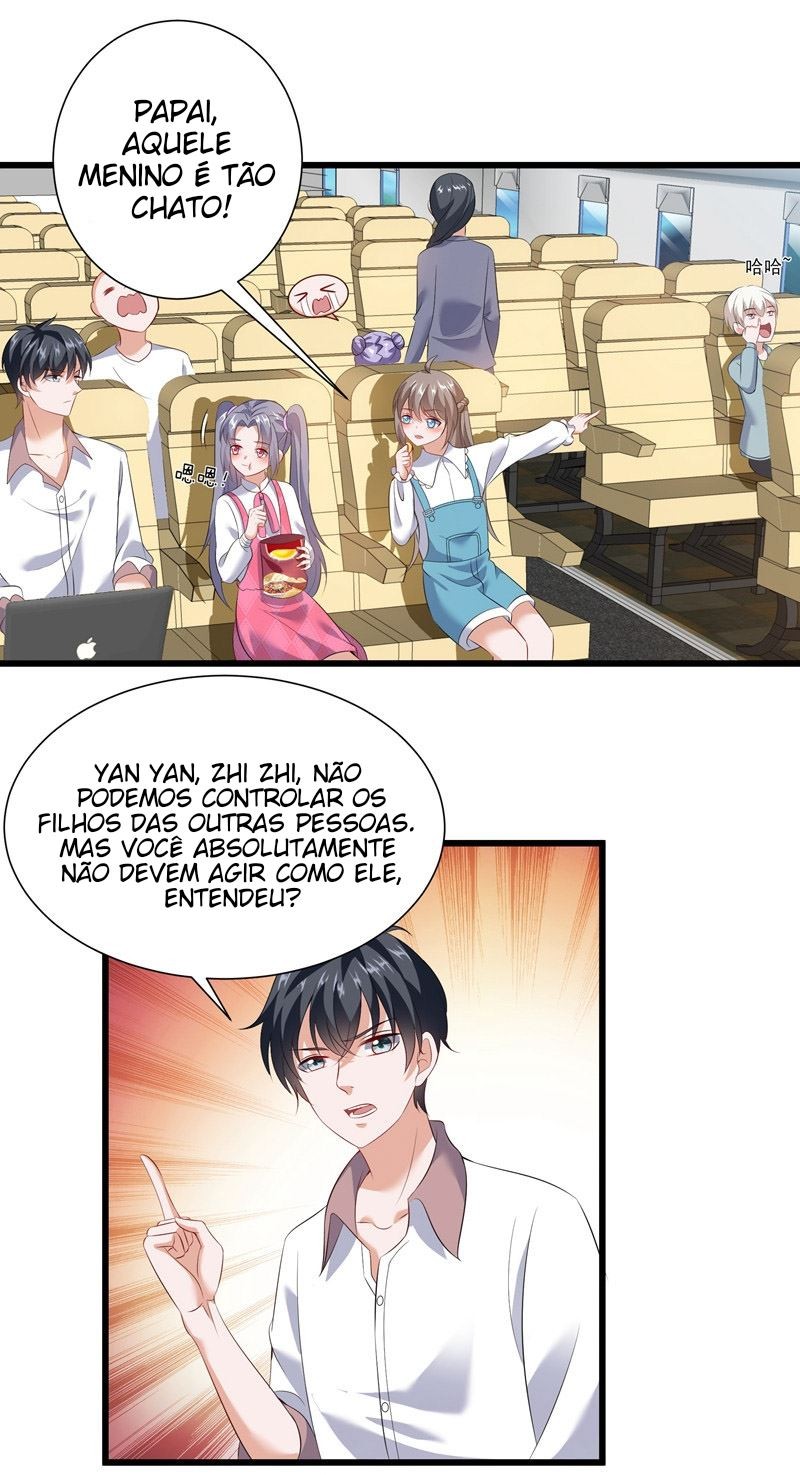 PAPAI,
AQUELE
MENINO É TÃO
CHATO!
哈哈~
嗯嗯!
YAN YAN, ZHI ZHI, NÃO
PODEMOS CONTROLAR OS
FILHOS DAS OUTRAS PESSOAS.
MAS VOCÊ ABSOLUTAMENTE
NÃO DEVEM AGIR COMO ELE,
ENTENDEU?